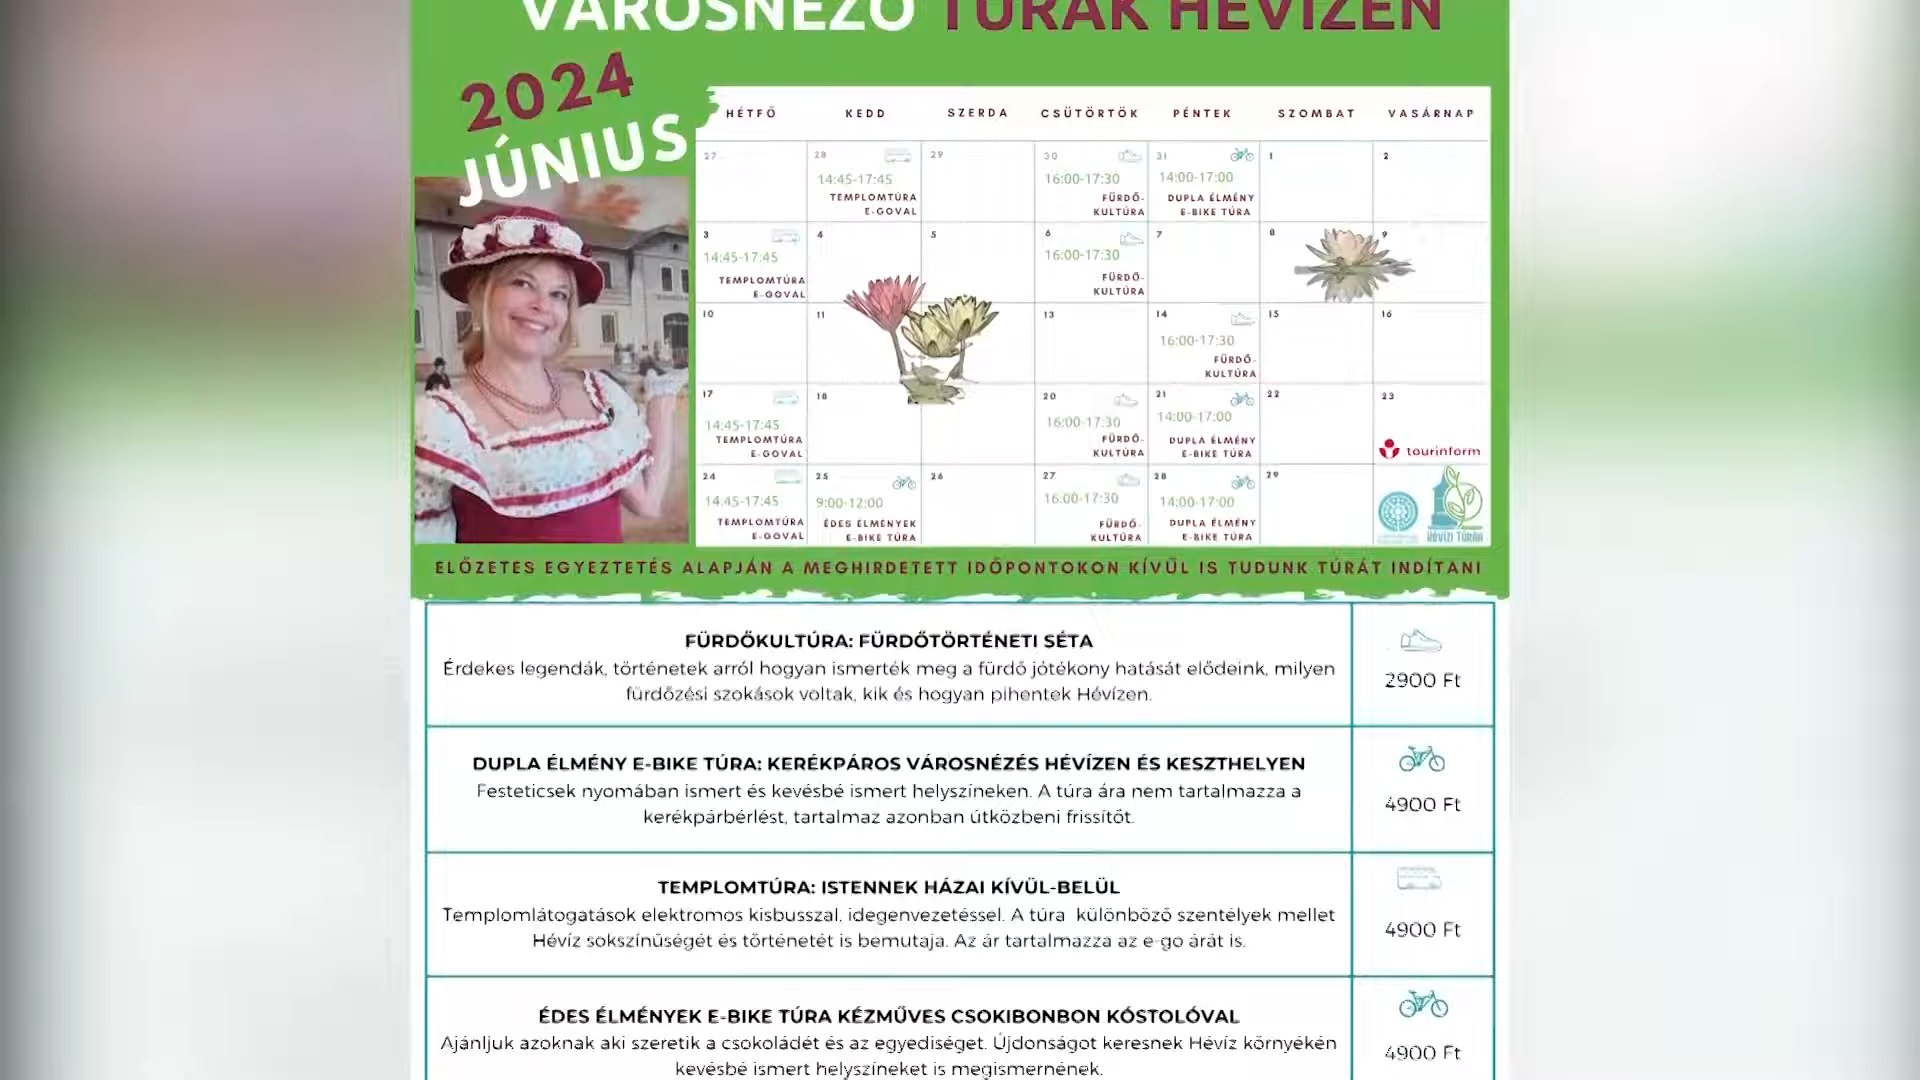 VÁROSNÉZŐ TÚRÁK HÉVÍZEN
2024
JÚNIUS
HÉTFŐ KEDD SZERDA CSÜTÖRTÖK PÉNTEK SZOMBAT VASÁRNAP
27 28 29 30 31 1 2
14:45-17:45 16:00-17:30 14:00-17:00
TEMPLOMTÚRA FÜRDŐ- DUPLA ÉLMÉNY
E-GOVAL KULTÚRA E-BIKE TÚRA
3 4 5 6 7 8 9
14:45-17.45 16:00-17:30
TEMPLOMTÚRA FÜRDŐ-
E-GOVAL KULTÚRA
10 11 13 14 15 16
16:00-17:30
FÜRDŐ-
KULTÚRA
17 18 20 21 22 23
14:45-17:45 16:00-17:30 14:00-17:00
TEMPLOMTÚRA FÜRDŐ- DUPLA ÉLMÉNY
E-GOVAL KULTÚRA E-BIKE TÚRA
tourinform
24 25 26 27 28 29
14:45-17:45 9:00-12:00 16:00-17:30 14:00-17:00
TEMPLOMTÚRA ÉDES ÉLMÉNYEK FÜRDŐ- DUPLA ÉLMÉNY
E-GOVAL E-BIKE TÚRA KULTÚRA E-BIKE TÚRA
HÉVÍZI TÚRÁK
ELŐZETES EGYEZTETÉS ALAPJÁN A MEGHIRDETETT IDŐPONTOKON KÍVÜL IS TUDUNK TÚRÁT INDÍTANI
FÜRDŐKULTÚRA: FÜRDŐTÖRTÉNETI SÉTA
Érdekes legendák, történetek arról hogyan ismerték meg a fürdő jótékony hatását elődeink, milyen
fürdőzési szokások voltak, kik és hogyan pihentek Hévízen.
2900 Ft
DUPLA ÉLMÉNY E-BIKE TÚRA: KERÉKPÁROS VÁROSNÉZÉS HÉVÍZEN ÉS KESZTHELYEN
Festeticsek nyomában ismert és kevésbé ismert helyszíneken. A túra ára nem tartalmazza a
kerékpárbérlést, tartalmaz azonban útközbeni frissítőt.
4900 Ft
TEMPLOMTÚRA: ISTENNEK HÁZAI KÍVÜL-BELÜL
Templomlátogatások elektromos kisbusszal, idegenvezetéssel. A túra különböző szentélyek mellet
Hévíz sokszínűségét és történetét is bemutaja. Az ár tartalmazza az e-go árát is.
4900 Ft
ÉDES ÉLMÉNYEK E-BIKE TÚRA KÉZMŰVES CSOKIBONBON KÓSTOLÓVAL
Ajánljuk azoknak aki szeretik a csokoládét és az egyediséget. Újdonságot keresnek Hévíz környékén
kevésbé ismert helyszíneket is megismernének.
4900 Ft